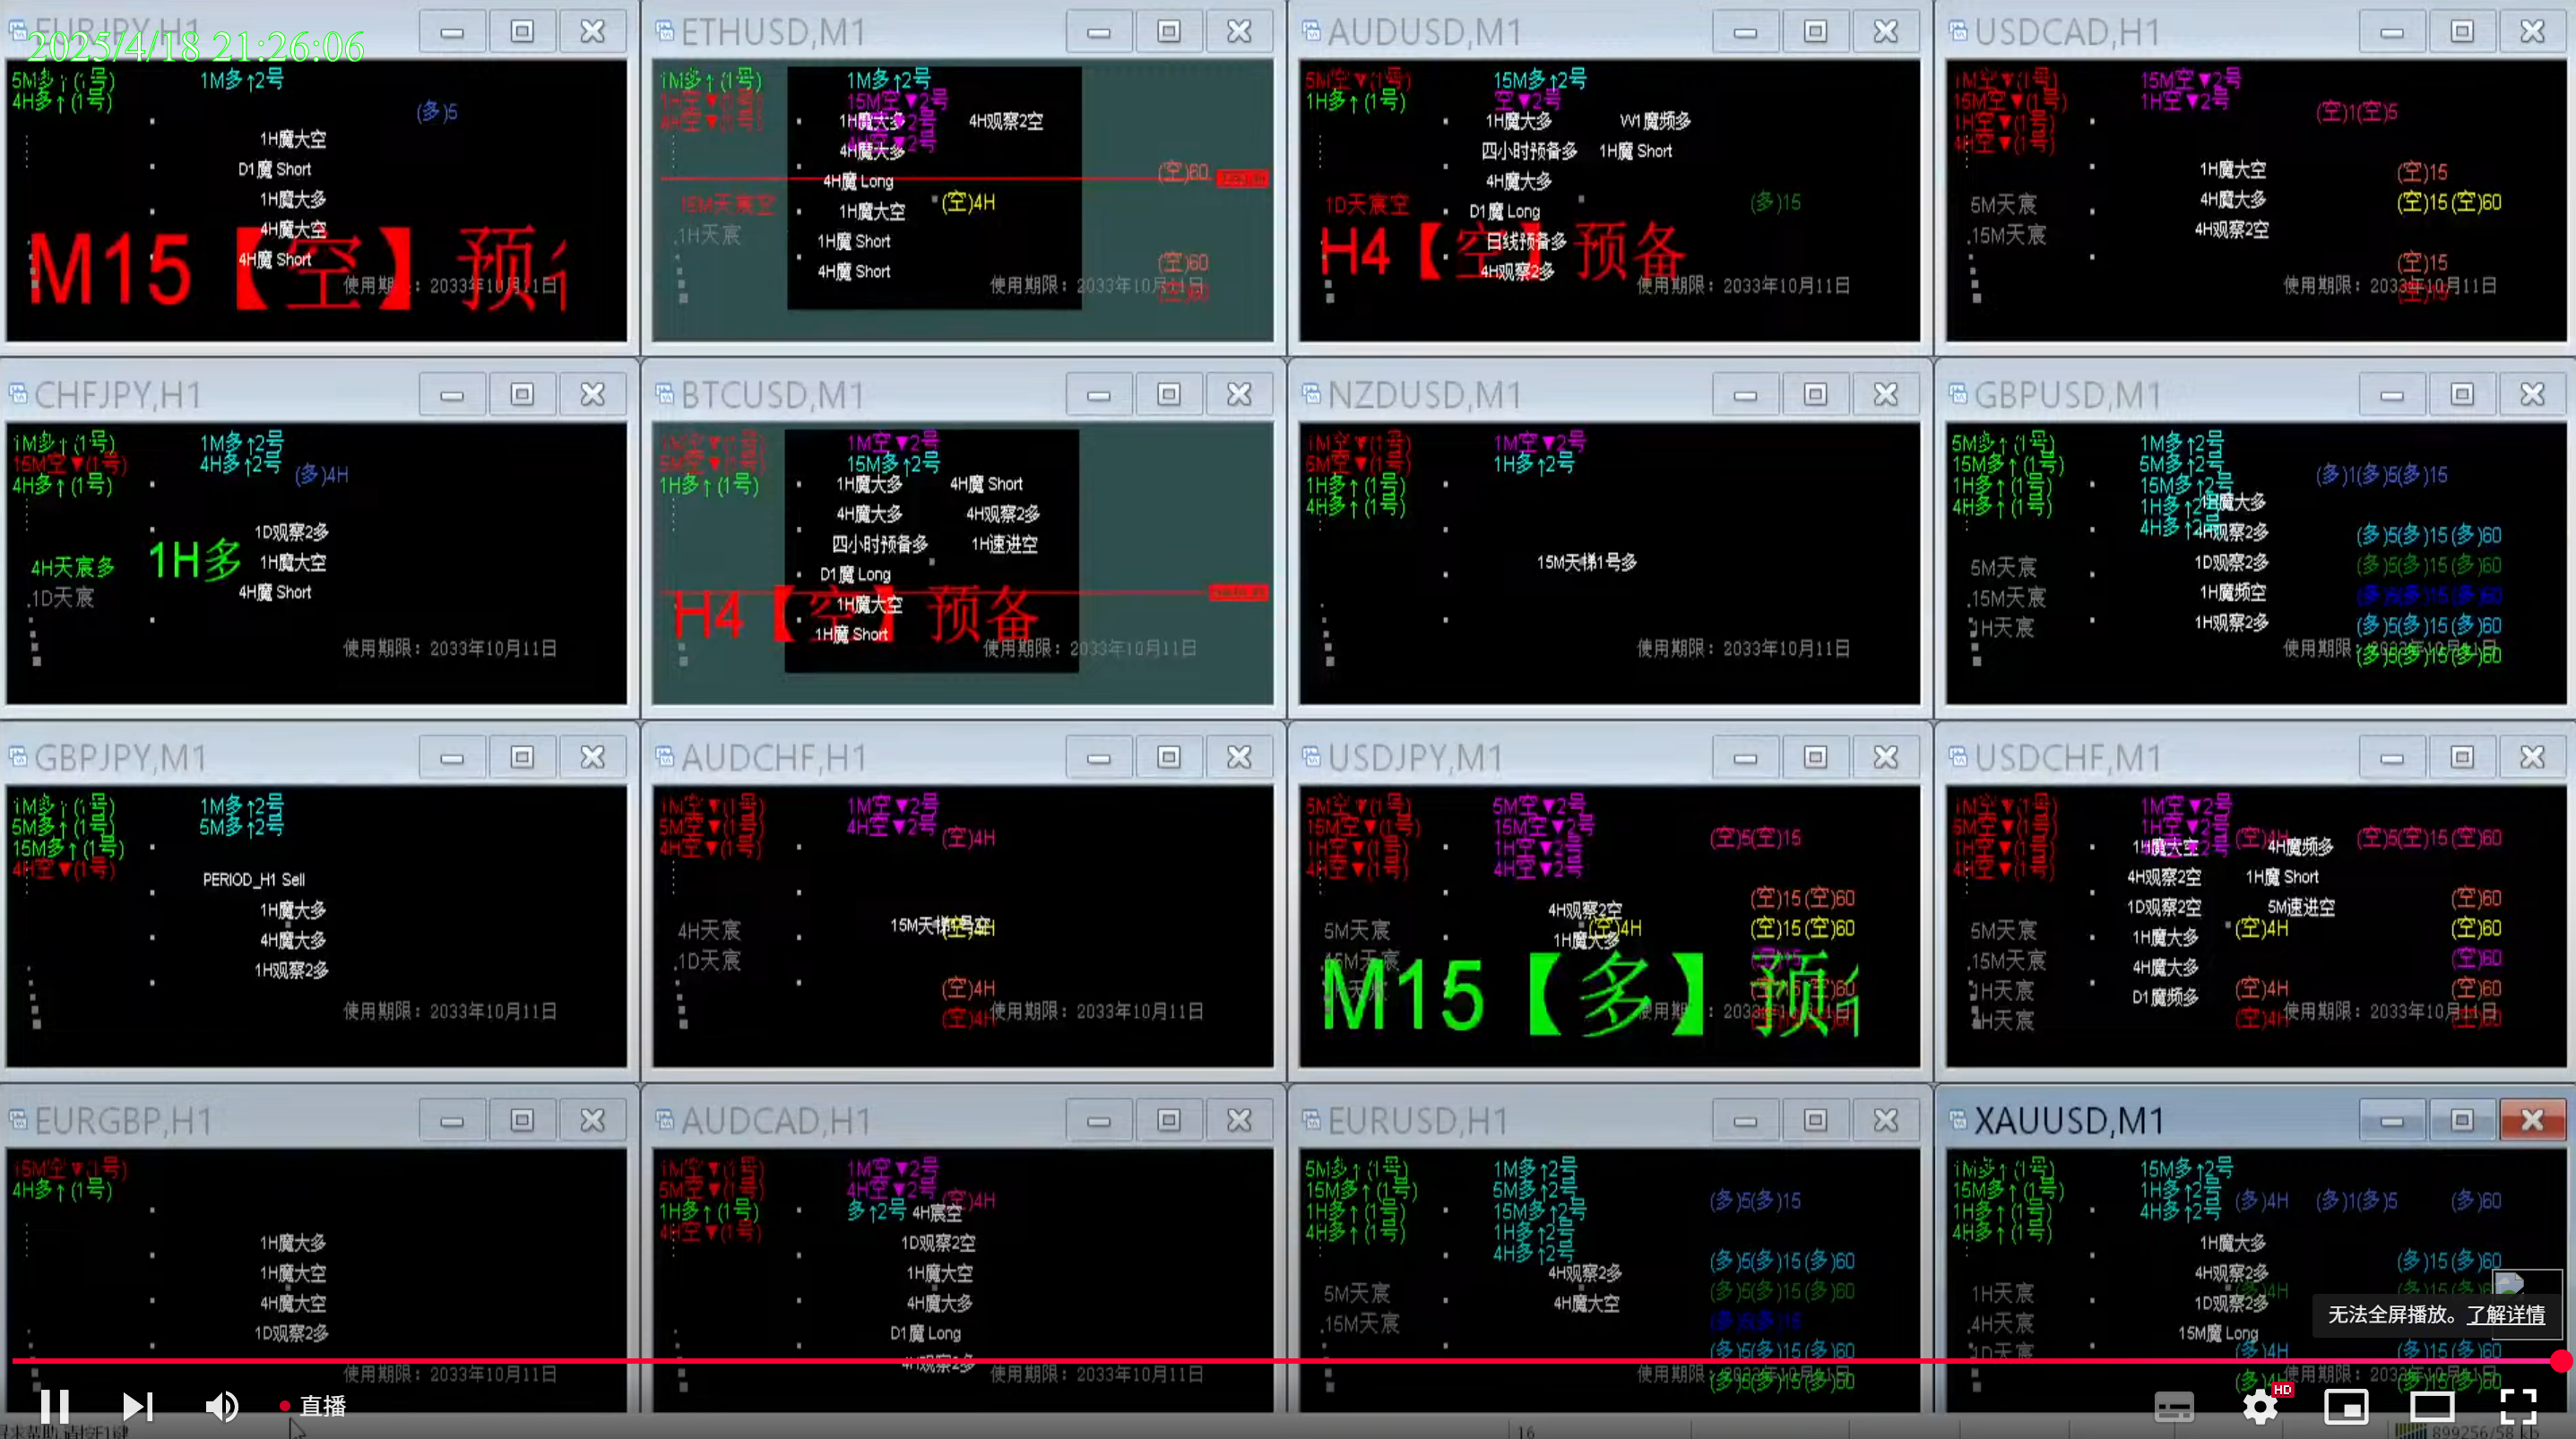 2025/4/18 21:26:06
EURJPY,H1
5M多↑(1号)
4H多↑(1号)
1M多↑2号
(多)5
1H魔大空
D1魔 Short
1H魔大多
4H魔大空
4H魔 Short
M15【空】预
使用期限：2033年10月11日
ETHUSD,M1
1M多↑(1号)
1H空▼(1号)
4H空▼(1号)
1M多↑2号
15M空▼2号
1H魔大多
4H观察2空
4H魔大多
4H魔 Long
(空)60
15M天宸空
1H魔大空
(空)4H
.1H天宸
1H魔 Short
4H魔 Short
(空)60
(空)60
使用期限：2033年10月11日
AUDUSD,M1
5M空▼(1号)
1H多↑(1号)
15M多↑2号
空▼2号
1H魔大多
W1魔频多
四小时预备多
1H魔 Short
4H魔大多
1D天宸空
D1魔 Long
(多)15
日线预备多
4H观察2多
H4【空】预备
使用期限：2033年10月11日
USDCAD,H1
1M空▼(1号)
15M空▼(1号)
1H空▼(1号)
4H空▼(1号)
15M空▼2号
1H空▼2号
(空)1(空)5
1H魔大空
(空)15
4H魔大多
(空)15(空)60
5M天宸
4H观察2空
.15M天宸
(空)15
(空)15
使用期限：2033年10月11日
CHFJPY,H1
1M多↑(1号)
15M空▼(1号)
4H多↑(1号)
1M多↑2号
4H多↑2号
(多)4H
1D观察2多
1H魔大空
4H魔 Short
4H天宸多
1H多
.1D天宸
使用期限：2033年10月11日
BTCUSD,M1
1M空▼(1号)
5M空▼(1号)
1H多↑(1号)
1M空▼2号
15M多↑2号
1H魔大多
4H魔 Short
4H魔大多
4H观察2多
四小时预备多
1H速进空
D1魔 Long
1H魔大空
1H魔 Short
H4【空】预备
使用期限：2033年10月11日
NZDUSD,M1
1M空▼(1号)
5M空▼(1号)
1H多↑(1号)
4H多↑(1号)
1M空▼2号
1H多↑2号
15M天梯1号多
使用期限：2033年10月11日
GBPUSD,M1
5M多↑(1号)
15M多↑(1号)
1H多↑(1号)
4H多↑(1号)
1M多↑2号
5M多↑2号
15M多↑2号
1H多↑2号
4H多↑2号
(多)1(多)5(多)15
1H魔大多
4H观察2多
(多)5(多)15(多)60
1D观察2多
5M天宸
(多)5(多)15(多)60
1H魔频空
.15M天宸
(多)5(多)15(多)60
1H观察2多
1H天宸
(多)5(多)15(多)60
(多)5(多)15(多)60
使用期限
GBPJPY,M1
1M多↑(1号)
5M多↑(1号)
15M多↑(1号)
4H空▼(1号)
1M多↑2号
5M多↑2号
PERIOD_H1 Sell
1H魔大多
4H魔大多
1H观察2多
使用期限：2033年10月11日
AUDCHF,H1
1M空▼(1号)
5M空▼(1号)
4H空▼(1号)
1M空▼2号
4H空▼2号
(空)4H
15M天梯1号空
(空)4H
4H天宸
.1D天宸
(空)4H
(空)4H
使用期限：2033年10月11日
USDJPY,M1
5M空▼(1号)
15M空▼(1号)
1H空▼(1号)
4H空▼(1号)
5M空▼2号
15M空▼2号
1H空▼2号
4H空▼2号
(空)5(空)15
4H观察2空
(空)15(空)60
(空)4H
(空)15(空)60
1H魔大多
5M天宸
.15M天宸
M15【多】预
USDCHF,M1
1M空▼(1号)
5M空▼(1号)
1H空▼(1号)
4H空▼(1号)
1M空▼2号
1H空▼2号
(空)4H
(空)5(空)15(空)60
1H魔大空
4H魔频多
4H观察2空
1H魔 Short
1D观察2空
5M速进空
(空)60
1H魔大多
(空)4H
(空)60
5M天宸
.15M天宸
4H魔大多
(空)60
1H天宸
D1魔频多
(空)4H
(空)60
4H天宸
(空)4H
(空)60
使用期限：2033年10月11日
EURGBP,H1
15M空▼(1号)
4H多↑(1号)
1H魔大多
1H魔大空
4H魔大空
1D观察2多
使用期限：2033年10月11日
AUDCAD,H1
1M空▼(1号)
5M空▼(1号)
1H多↑(1号)
4H空▼(1号)
1M空▼2号
4H空▼2号
多↑2号
(空)4H
4H宸空
1D观察2空
1H魔大空
4H魔大多
D1魔 Long
4H观察2多
使用期限：2033年10月11日
EURUSD,H1
5M多↑(1号)
15M多↑(1号)
1H多↑(1号)
4H多↑(1号)
1M多↑2号
5M多↑2号
15M多↑2号
1H多↑2号
4H多↑2号
(多)5(多)15
4H观察2多
(多)5(多)15(多)60
4H魔大空
5M天宸
(多)5(多)15(多)60
.15M天宸
(多)5(多)15(多)60
(多)5(多)15(多)60
使用期限
XAUUSD,M1
1M多↑(1号)
15M多↑(1号)
1H多↑(1号)
4H多↑(1号)
15M多↑2号
1H多↑2号
4H多↑2号
(多)4H
(多)1(多)5
(多)60
1H魔大多
4H观察2多
(多)15(多)60
1D观察2多
1H天宸
.4H天宸
15M魔 Long
1D天宸
(多)4H
(多)15(多)60
使用期限：2033年10月11日
无法全屏播放。了解详情
直播
HD
16
899256/58 kb